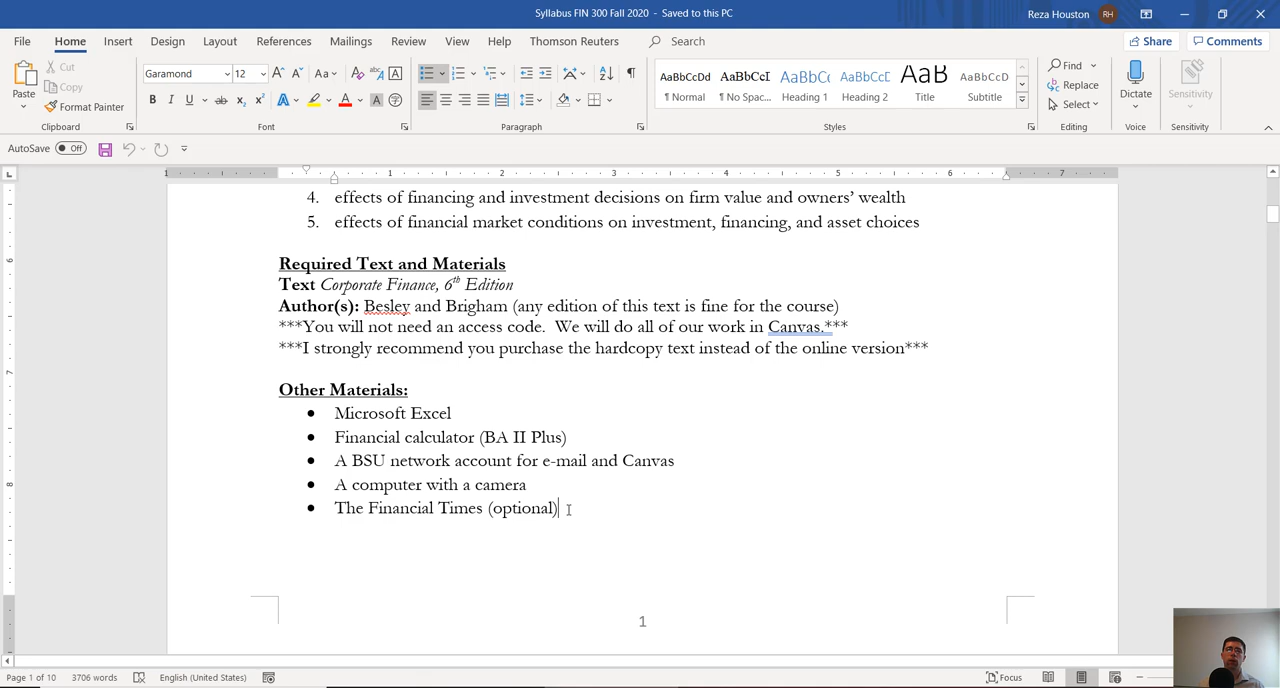 Syllabus FIN 300 Fall 2020 - Saved to this PC
Reza Houston RH
File Home Insert Draw Design Layout References Mailings Review View Help Thomson Reuters Search Share Comments
Paste
Cut
Copy
Format Painter
Clipboard
Garamond 12
Font
Paragraph
AaBbCcDd AaBbCcI AaBbCc AaBbCcI AaB AaBbCcD
¶ Normal ¶ No Spac... Heading 1 Heading 2 Title Subtitle
Styles
Find
Replace
Select
Editing
Dictate
Voice
Sensitivity
Sensitivity
AutoSave Off
4. effects of financing and investment decisions on firm value and owners' wealth
5. effects of financial market conditions on investment, financing, and asset choices
Required Text and Materials
Text Corporate Finance, 6th Edition
Author(s): Besley and Brigham (any edition of this text is fine for the course)
***You will not need an access code. We will do all of our work in Canvas.***
***I strongly recommend you purchase the hardcopy text instead of the online version***
Other Materials:
• Microsoft Excel
• Financial calculator (BA II Plus)
• A BSU network account for e-mail and Canvas
• A computer with a camera
• The Financial Times (optional)
1
Page 1 of 10 3706 words English (United States) Focus